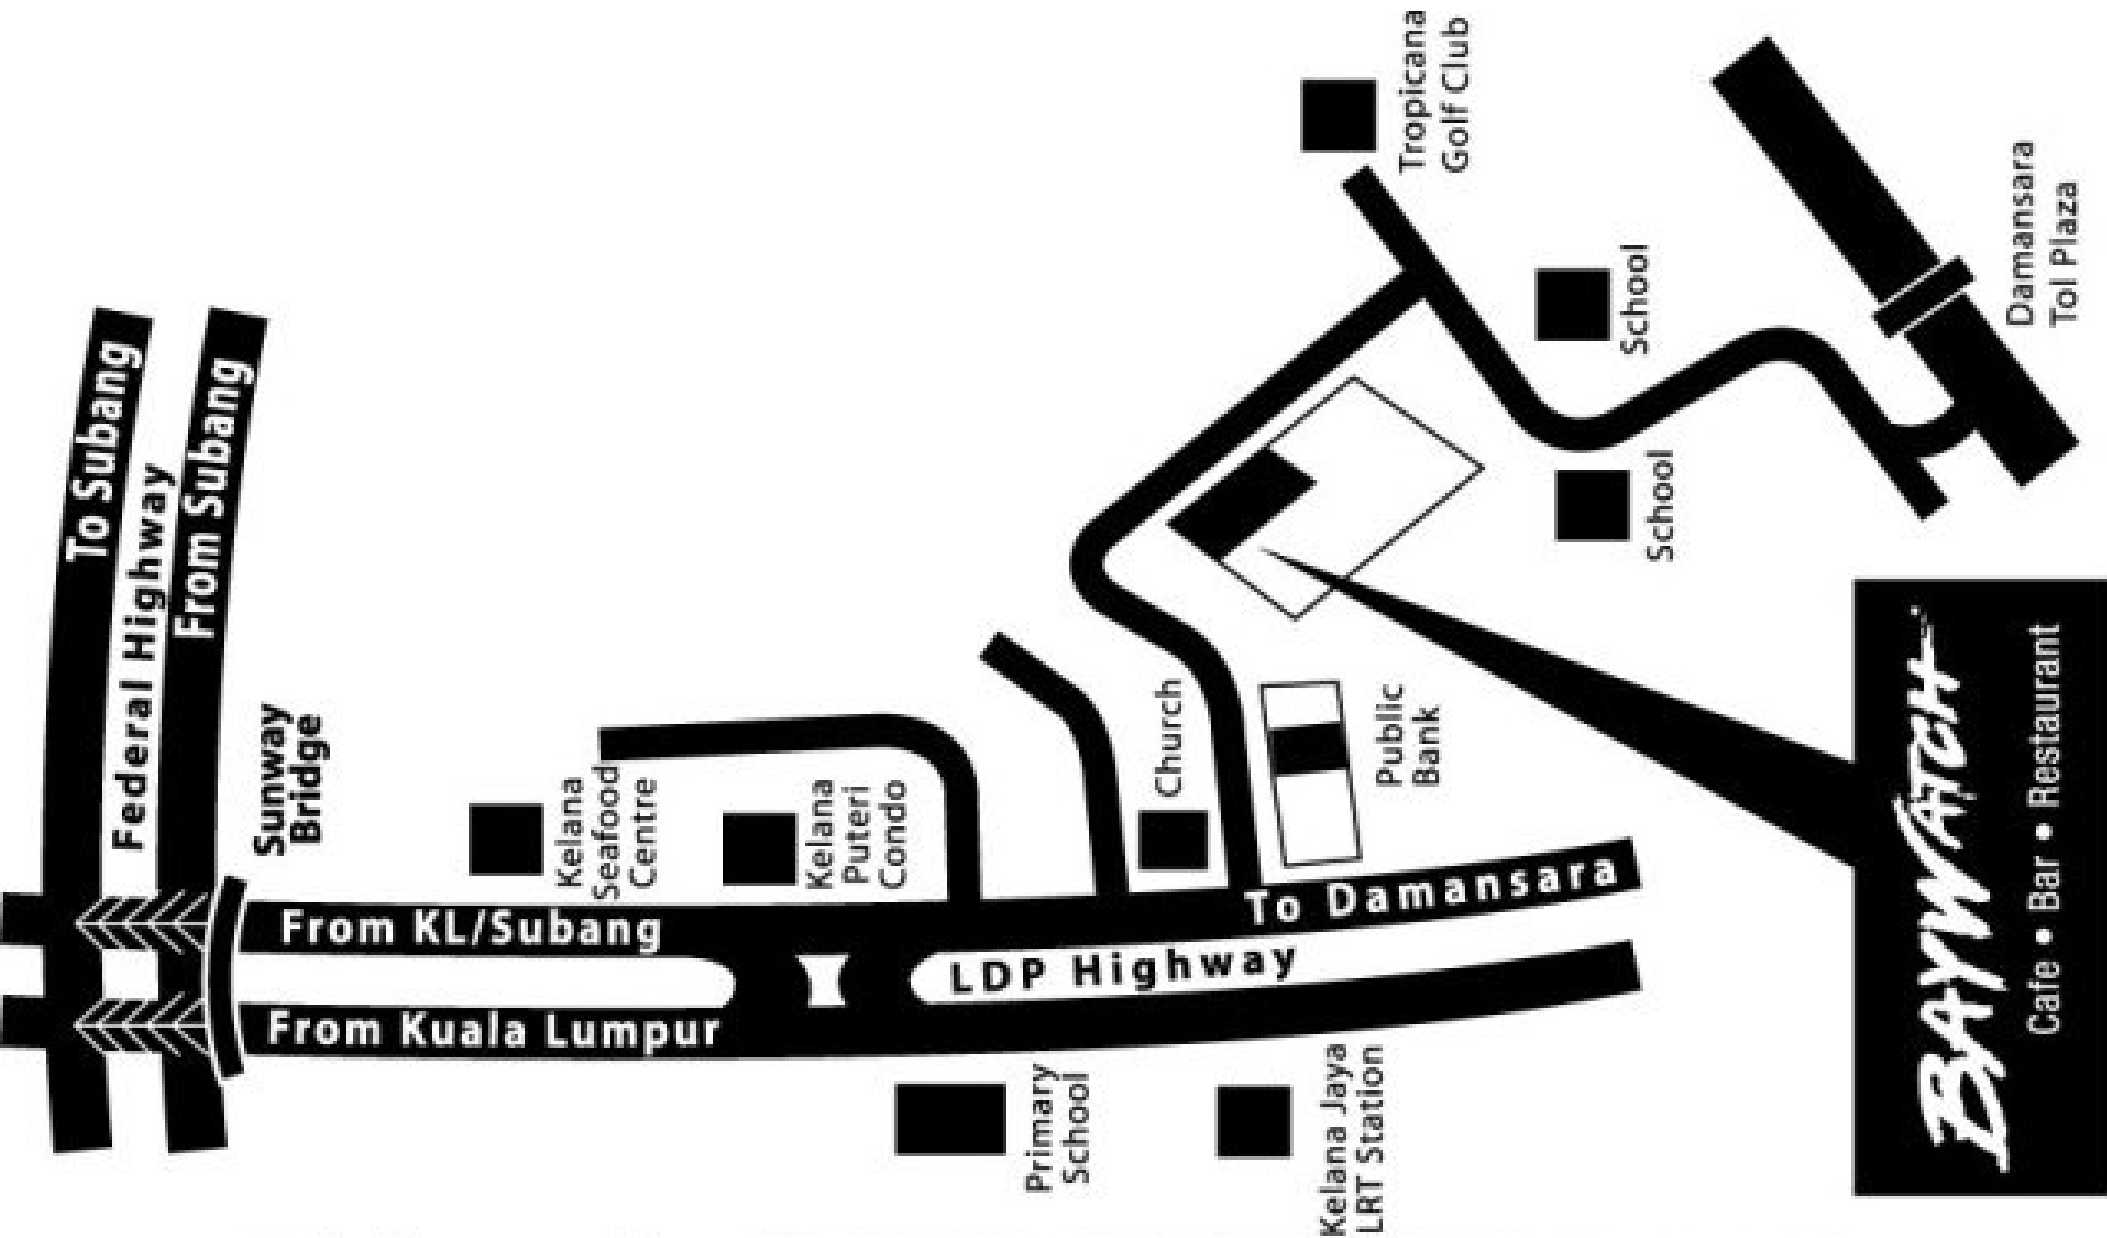 To Subang
Federal Highway
From Subang
Sunway
Bridge
From KL/Subang
From Kuala Lumpur
Kelana
Seafood
Centre
Kelana
Puteri
Condo
LDP Highway
To Damansara
Primary
School
Kelana Jaya
LRT Station
Church
Public
Bank
Tropicana
Golf Club
School
School
Damansara
Tol Plaza
BAYWATCH
Cafe • Bar • Restaurant